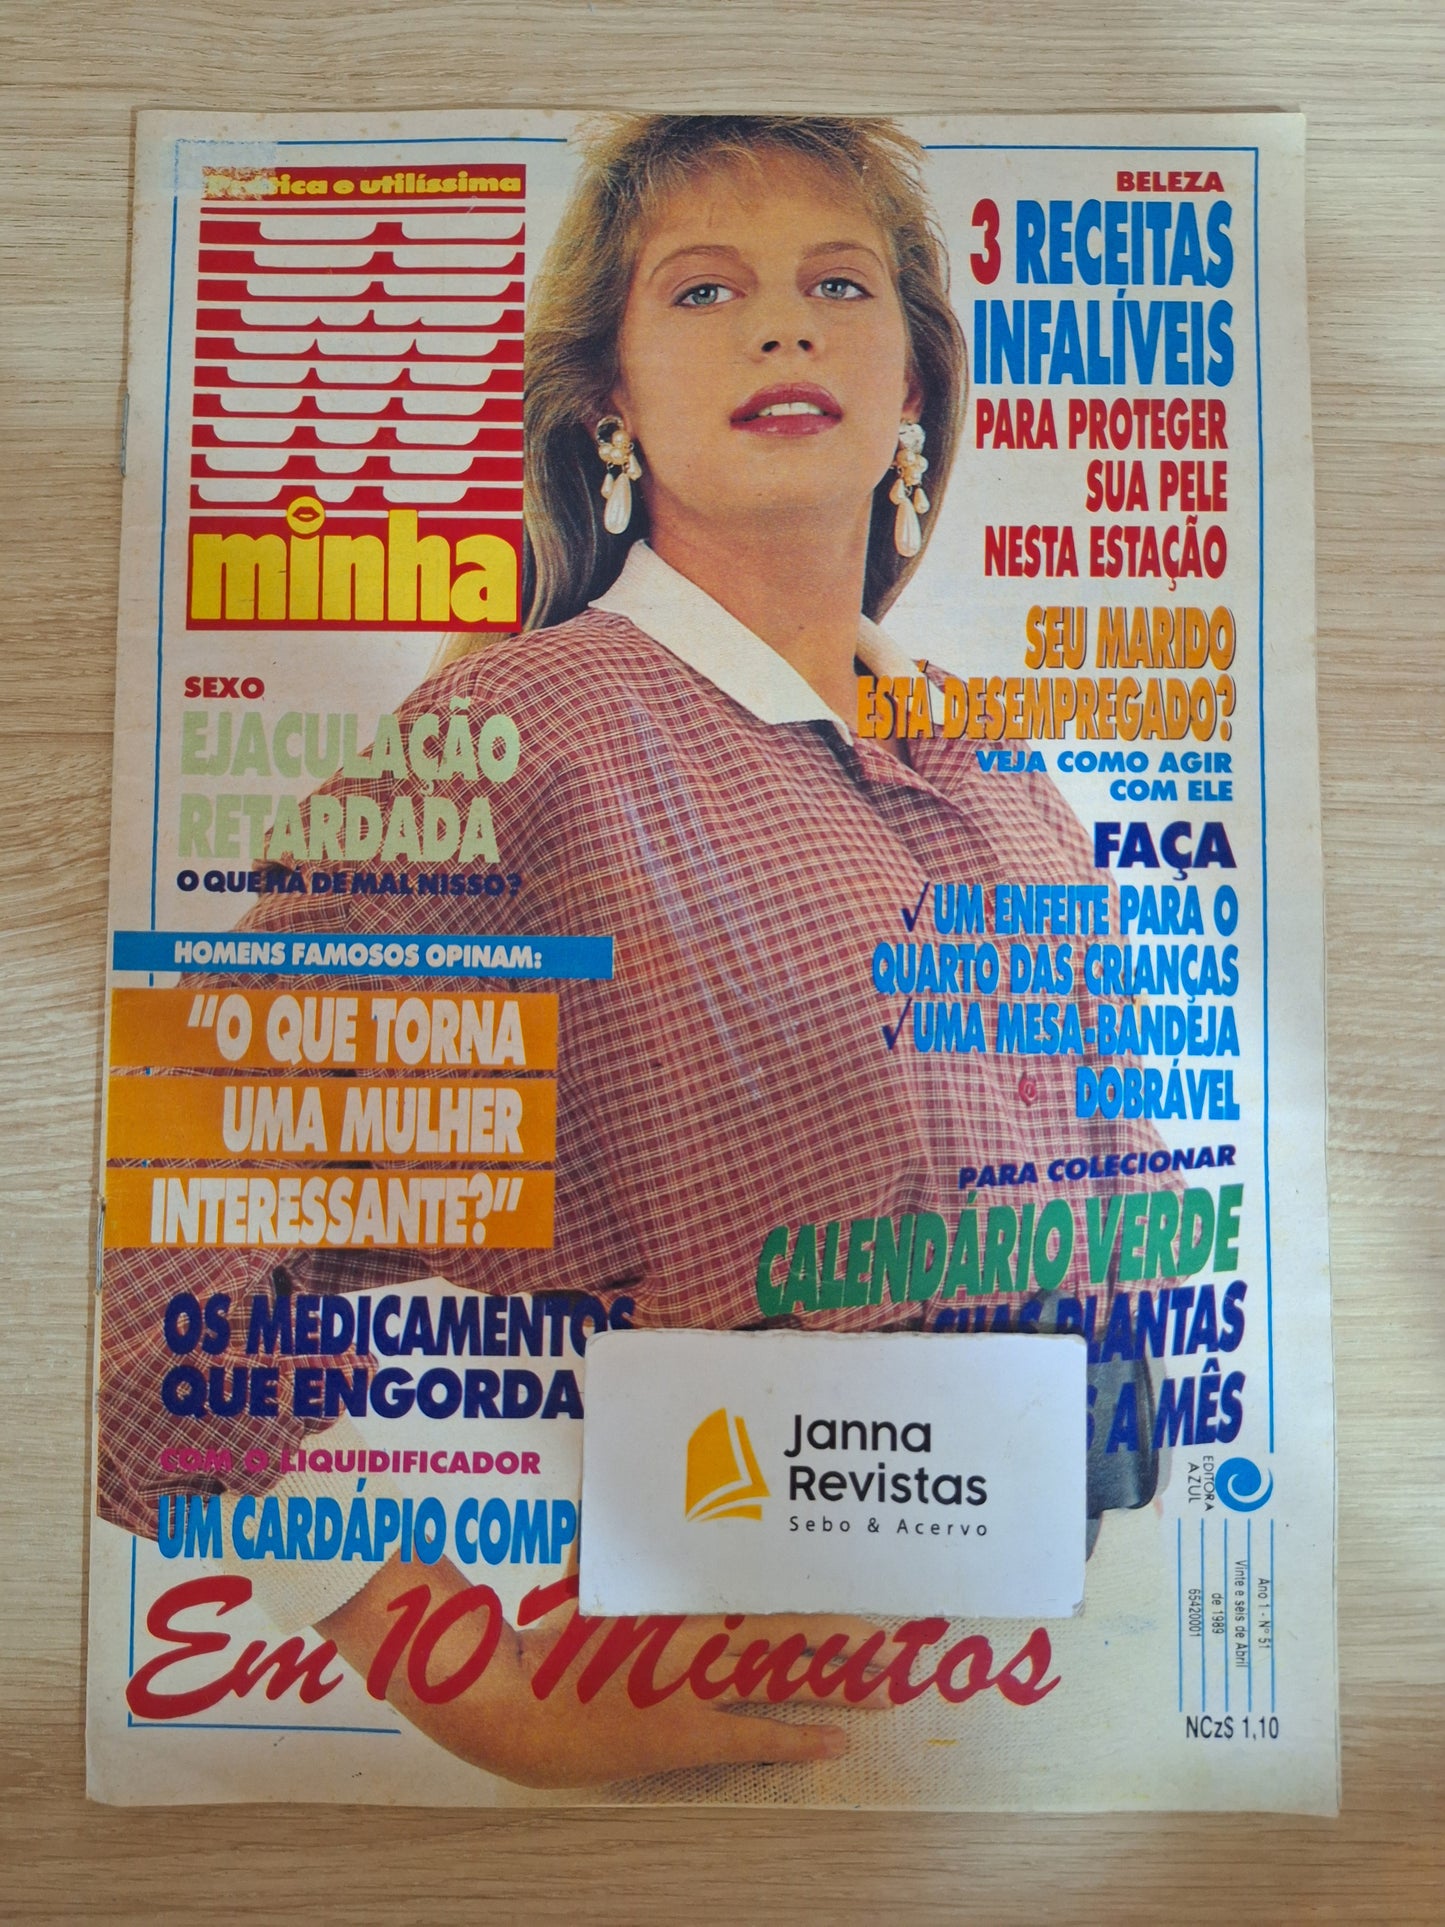 utilíssima
minha
BELEZA
3 RECEITAS
INFALÍVEIS
PARA PROTEGER
SUA PELE
NESTA ESTAÇÃO
SEU MARIDO
ESTÁ DESEMPREGADO?
VEJA COMO AGIR
COM ELE
FAÇA
UM ENFEITE PARA O
QUARTO DAS CRIANÇAS
UMA MESA-BANDEJA
DOBRÁVEL
PARA COLECIONAR
CALENDÁRIO VERDE
PLANTAS
A MÊS
SEXO
EJACULAÇÃO
RETARDADA
O QUE HÁ DE MAL NISSO?
HOMENS FAMOSOS OPINAM:
"O QUE TORNA
UMA MULHER
INTERESSANTE?"
OS MEDICAMENTOS
QUE ENGORDA
COM O LIQUIDIFICADOR
UM CARDÁPIO COMP
Em 10 Minutos
Janna
Revistas
Sebo & Acervo
EDITORA
AZUL
Ano 1 - Nº 51
Vinte e seis de Abril
de 1989
65420001
NCz$ 1,10